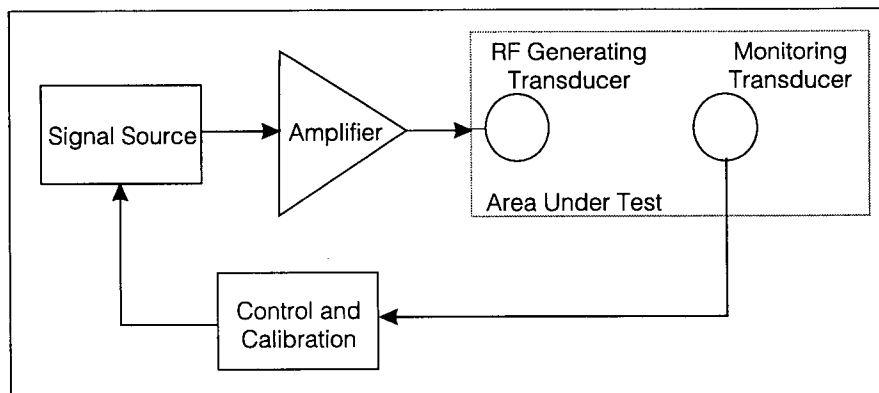 RF Generating
Transducer
Monitoring
Transducer
Signal Source
Amplifier
Area Under Test
Control and
Calibration